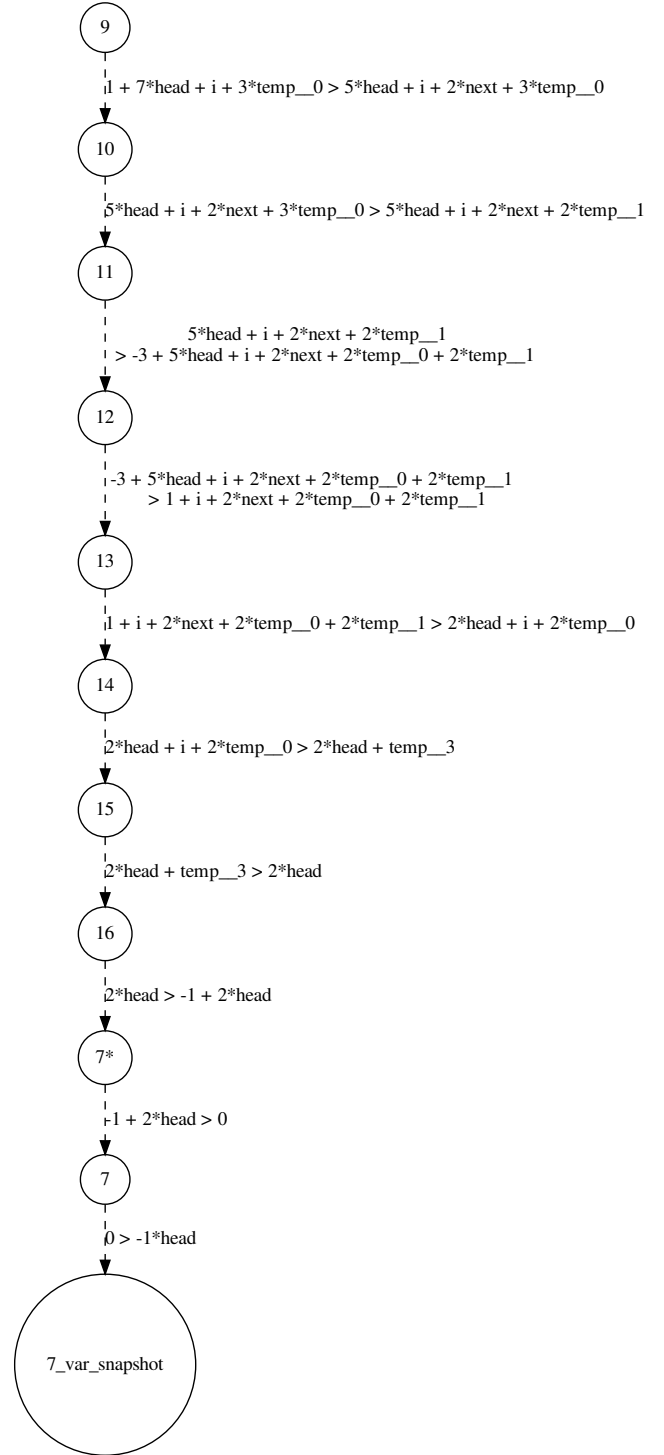 9
1 + 7*head + i + 3*temp__0 > 5*head + i + 2*next + 3*temp__0
10
5*head + i + 2*next + 3*temp__0 > 5*head + i + 2*next + 2*temp__1
11
5*head + i + 2*next + 2*temp__1
> -3 + 5*head + i + 2*next + 2*temp__0 + 2*temp__1
12
-3 + 5*head + i + 2*next + 2*temp__0 + 2*temp__1
> 1 + i + 2*next + 2*temp__0 + 2*temp__1
13
1 + i + 2*next + 2*temp__0 + 2*temp__1 > 2*head + i + 2*temp__0
14
2*head + i + 2*temp__0 > 2*head + temp__3
15
2*head + temp__3 > 2*head
16
2*head > -1 + 2*head
7*
-1 + 2*head > 0
7
0 > -1*head
7_var_snapshot